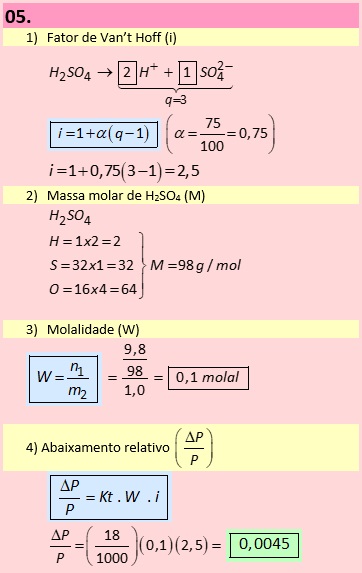 05.
1) Fator de Van’t Hoff (i)
H₂SO₄ → 2 H⁺ + 1 SO₄²⁻
q=3
i=1+α(q−1) (α = 75/100 = 0,75)
i=1+0,75(3−1)=2,5
2) Massa molar de H₂SO₄ (M)
H₂SO₄
H = 1x2 = 2
S = 32x1 = 32 } M = 98 g / mol
O = 16x4 = 64
3) Molalidade (W)
W = n₁/m₂ = (9,8/98)/1,0 = 0,1 molal
4) Abaixamento relativo (ΔP/P)
ΔP/P = Kt . W . i
ΔP/P = (18/1000)(0,1)(2,5) = 0,0045